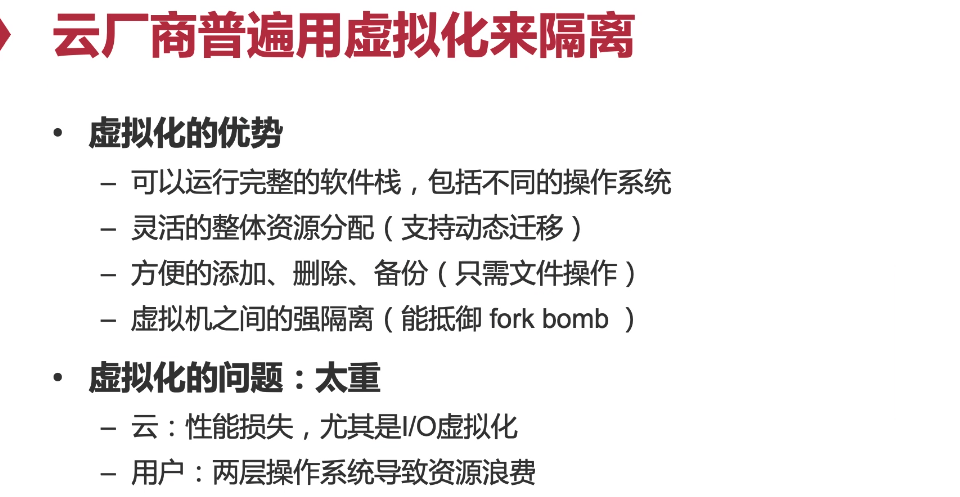 云厂商普遍用虚拟化来隔离
• 虚拟化的优势
– 可以运行完整的软件栈，包括不同的操作系统
– 灵活的整体资源分配（支持动态迁移）
– 方便的添加、删除、备份（只需文件操作）
– 虚拟机之间的强隔离（能抵御 fork bomb ）
• 虚拟化的问题：太重
– 云：性能损失，尤其是I/O虚拟化
– 用户：两层操作系统导致资源浪费